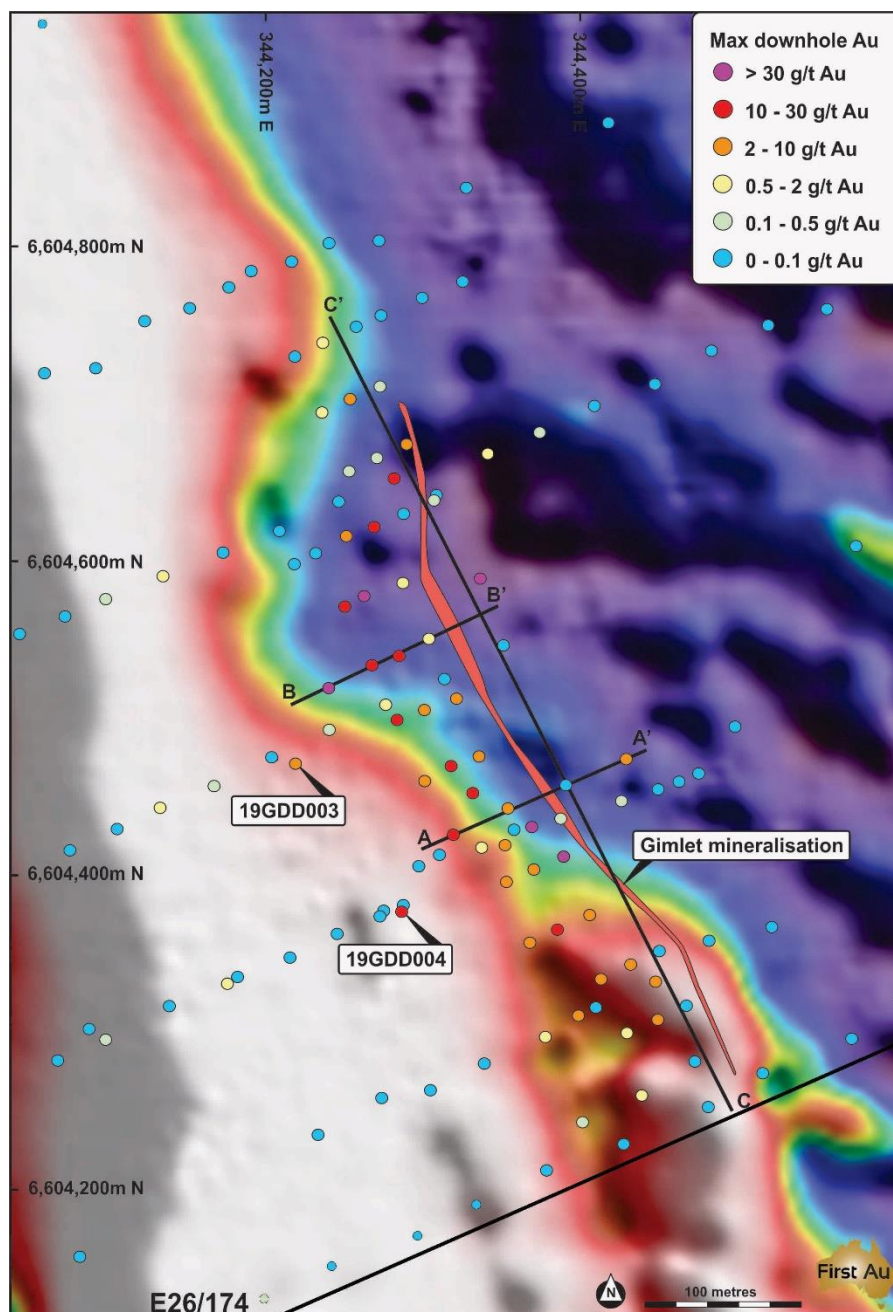 Max downhole Au
> 30 g/t Au
10 - 30 g/t Au
2 - 10 g/t Au
0.5 - 2 g/t Au
0.1 - 0.5 g/t Au
0 - 0.1 g/t Au
344,200m E
344,400m E
6,604,800m N
C'
6,604,600m N
B'
B
A'
19GDD003
A
Gimlet mineralisation
6,604,400m N
19GDD004
C
6,604,200m N
E26/174
N
100 metres
First Au